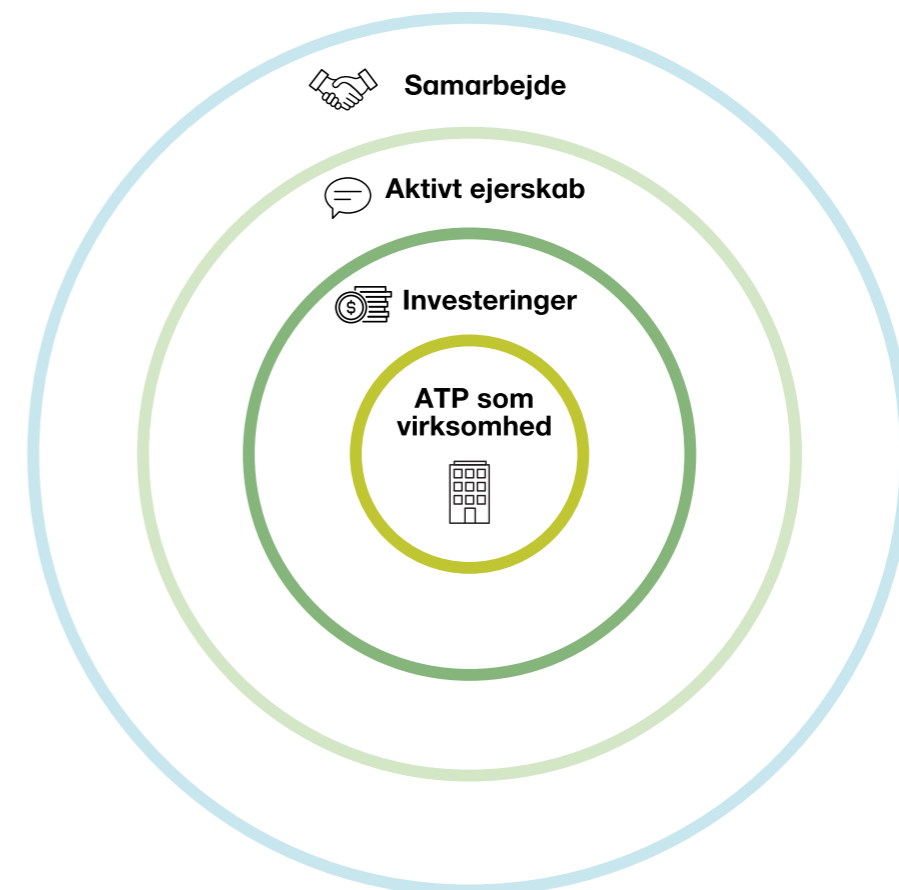 Samarbejde
Aktivt ejerskab
$ Investeringer
ATP som
virksomhed